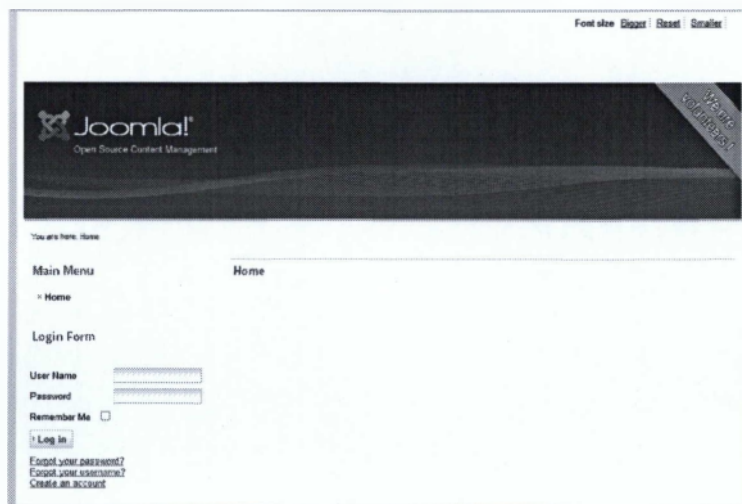 Font size Bigger Reset Smaller
Joomla!®
Open Source Content Management
We are
volunteers!
You are here: Home
Main Menu
Home
Home
Login Form
User Name
Password
Remember Me
Log in
Forgot your password?
Forgot your username?
Create an account